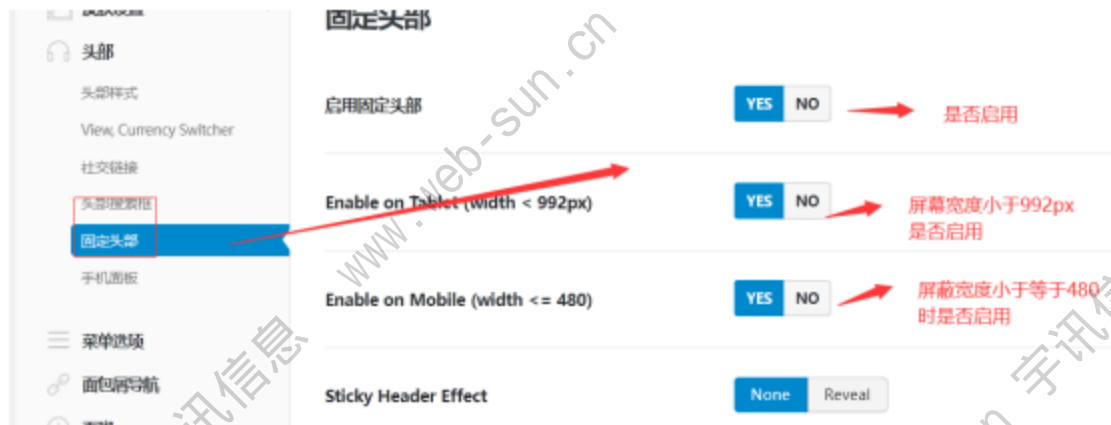 固定头部
头部
头部样式
View, Currency Switcher
社交链接
头部搜索框
固定头部
手机面板
菜单选项
面包屑导航
启用固定头部
YES NO
是否启用
Enable on Tablet (width < 992px)
YES NO
屏幕宽度小于992px
是否启用
Enable on Mobile (width <= 480)
YES NO
屏蔽宽度小于等于480
时是否启用
Sticky Header Effect
None Reveal
www.web-sun.cn
讯信息
宇讯信